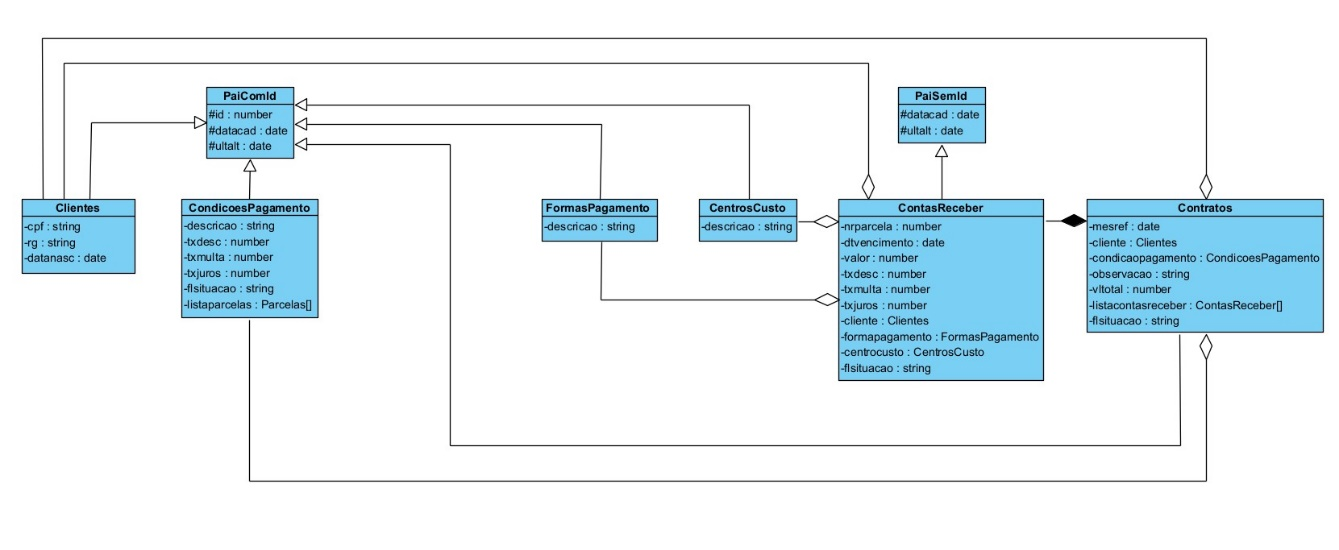 PaiComId
#id : number
#datacad : date
#ultalt : date
PaiSemId
#datacad : date
#ultalt : date
Clientes
-cpf : string
-rg : string
-datanasc : date
CondicoesPagamento
-descricao : string
-txdesc : number
-txmulta : number
-txjuros : number
-flsituacao : string
-listaparcelas : Parcelas[]
FormasPagamento
-descricao : string
CentrosCusto
-descricao : string
ContasReceber
-nrparcela : number
-dtvencimento : date
-valor : number
-txdesc : number
-txmulta : number
-txjuros : number
-cliente : Clientes
-formapagamento : FormasPagamento
-centrocusto : CentrosCusto
-flsituacao : string
Contratos
-mesref : date
-cliente : Clientes
-condicaopagamento : CondicoesPagamento
-observacao : string
-vltotal : number
-listacontasreceber : ContasReceber[]
-flsituacao : string